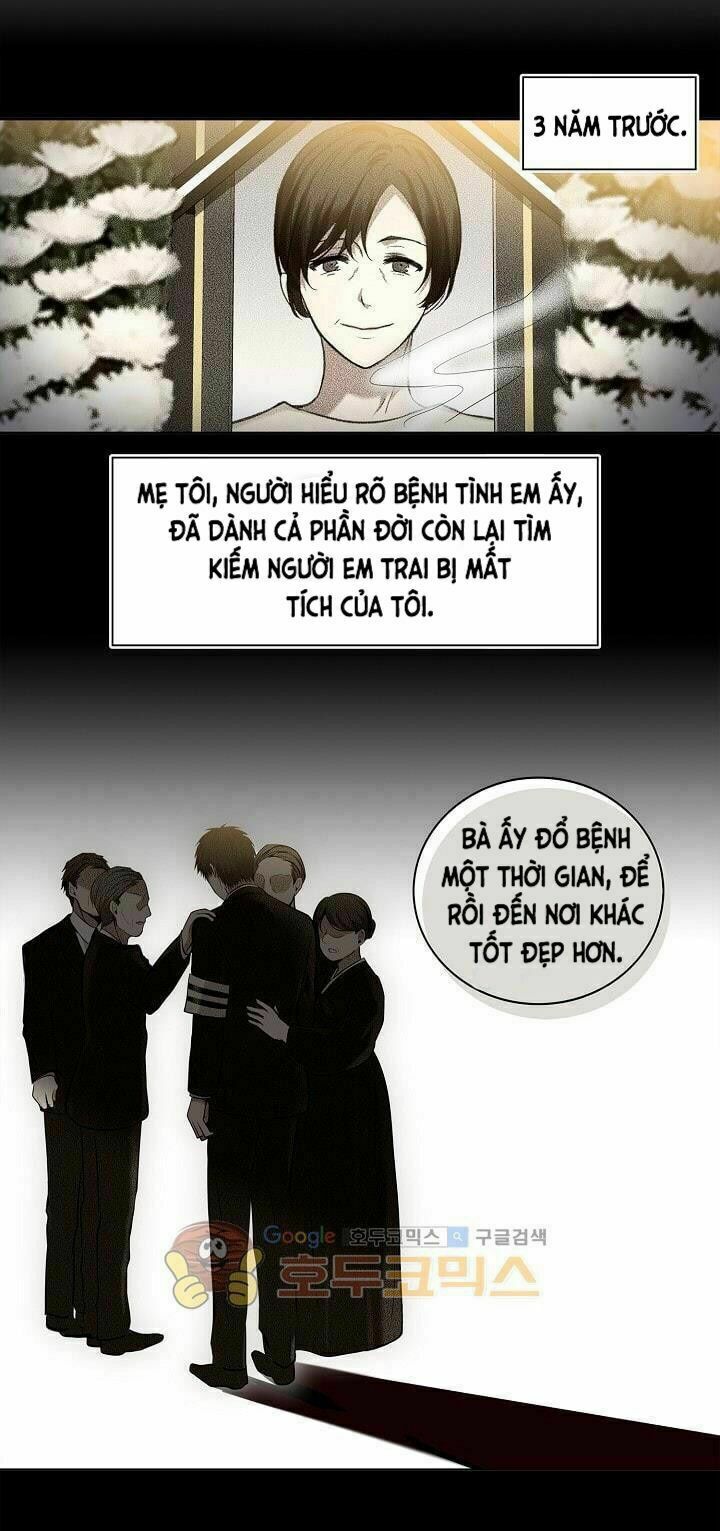 3 NĂM TRƯỚC.
MẸ TÔI, NGƯỜI HIỂU RÕ BỆNH TÌNH EM ẤY,
ĐÃ DÀNH CẢ PHẦN ĐỜI CÒN LẠI TÌM
KIẾM NGƯỜI EM TRAI BỊ MẤT
TÍCH CỦA TÔI.
BÀ ẤY ĐỔ BỆNH
MỘT THỜI GIAN, ĐỂ
RỒI ĐẾN NƠI KHÁC
TỐT ĐẸP HƠN.
Google 호두코믹스 구글검색
호두코믹스